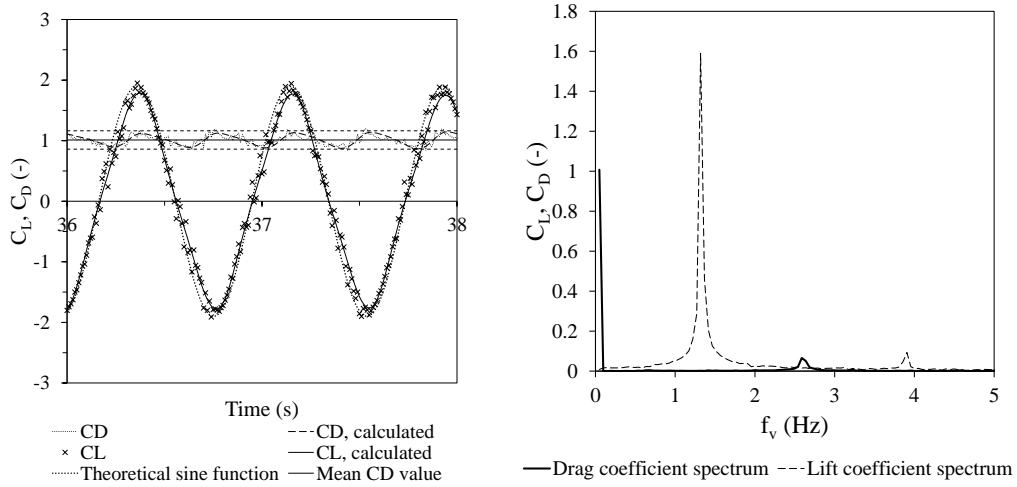 3
2
1
0
-1
-2
-3
36
37
38
C_L, C_D (-)
Time (s)
CD
CD, calculated
CL
CL, calculated
Theoretical sine function
Mean CD value
1.8
1.6
1.4
1.2
1
0.8
0.6
0.4
0.2
0
0 1 2 3 4 5
C_L, C_D (-)
f_v (Hz)
Drag coefficient spectrum
Lift coefficient spectrum